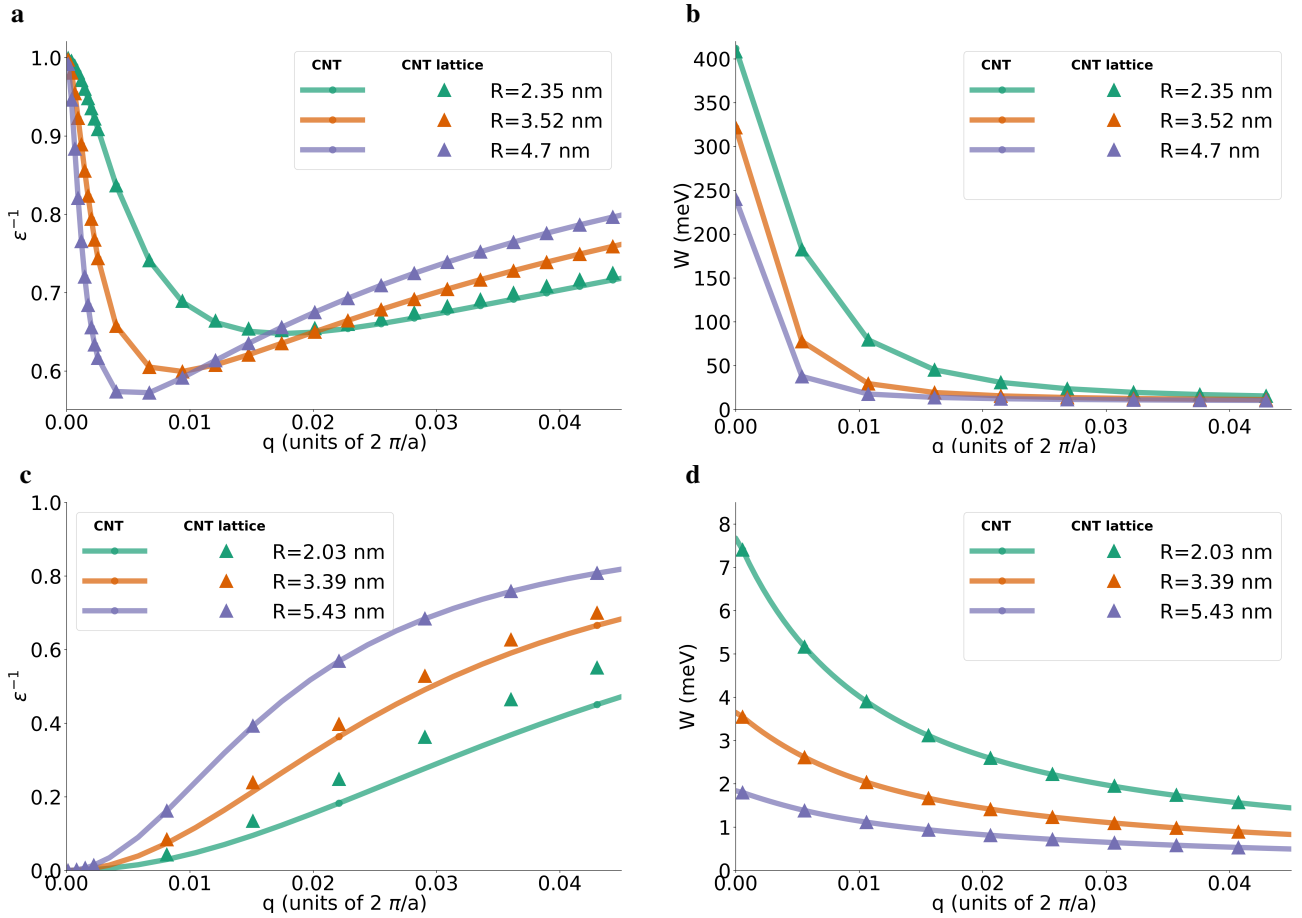 a
1.0
0.9
0.8
0.7
0.6
ε⁻¹
0.00 0.01 0.02 0.03 0.04
q (units of 2 π/a)
CNT CNT lattice
R=2.35 nm
R=3.52 nm
R=4.7 nm
b
400
350
300
250
200
150
100
50
0
W (meV)
0.00 0.01 0.02 0.03 0.04
q (units of 2 π/a)
CNT CNT lattice
R=2.35 nm
R=3.52 nm
R=4.7 nm
c
1.0
0.8
0.6
0.4
0.2
0.0
ε⁻¹
0.00 0.01 0.02 0.03 0.04
q (units of 2 π/a)
CNT CNT lattice
R=2.03 nm
R=3.39 nm
R=5.43 nm
d
8
7
6
5
4
3
2
1
0
W (meV)
0.00 0.01 0.02 0.03 0.04
q (units of 2 π/a)
CNT CNT lattice
R=2.03 nm
R=3.39 nm
R=5.43 nm